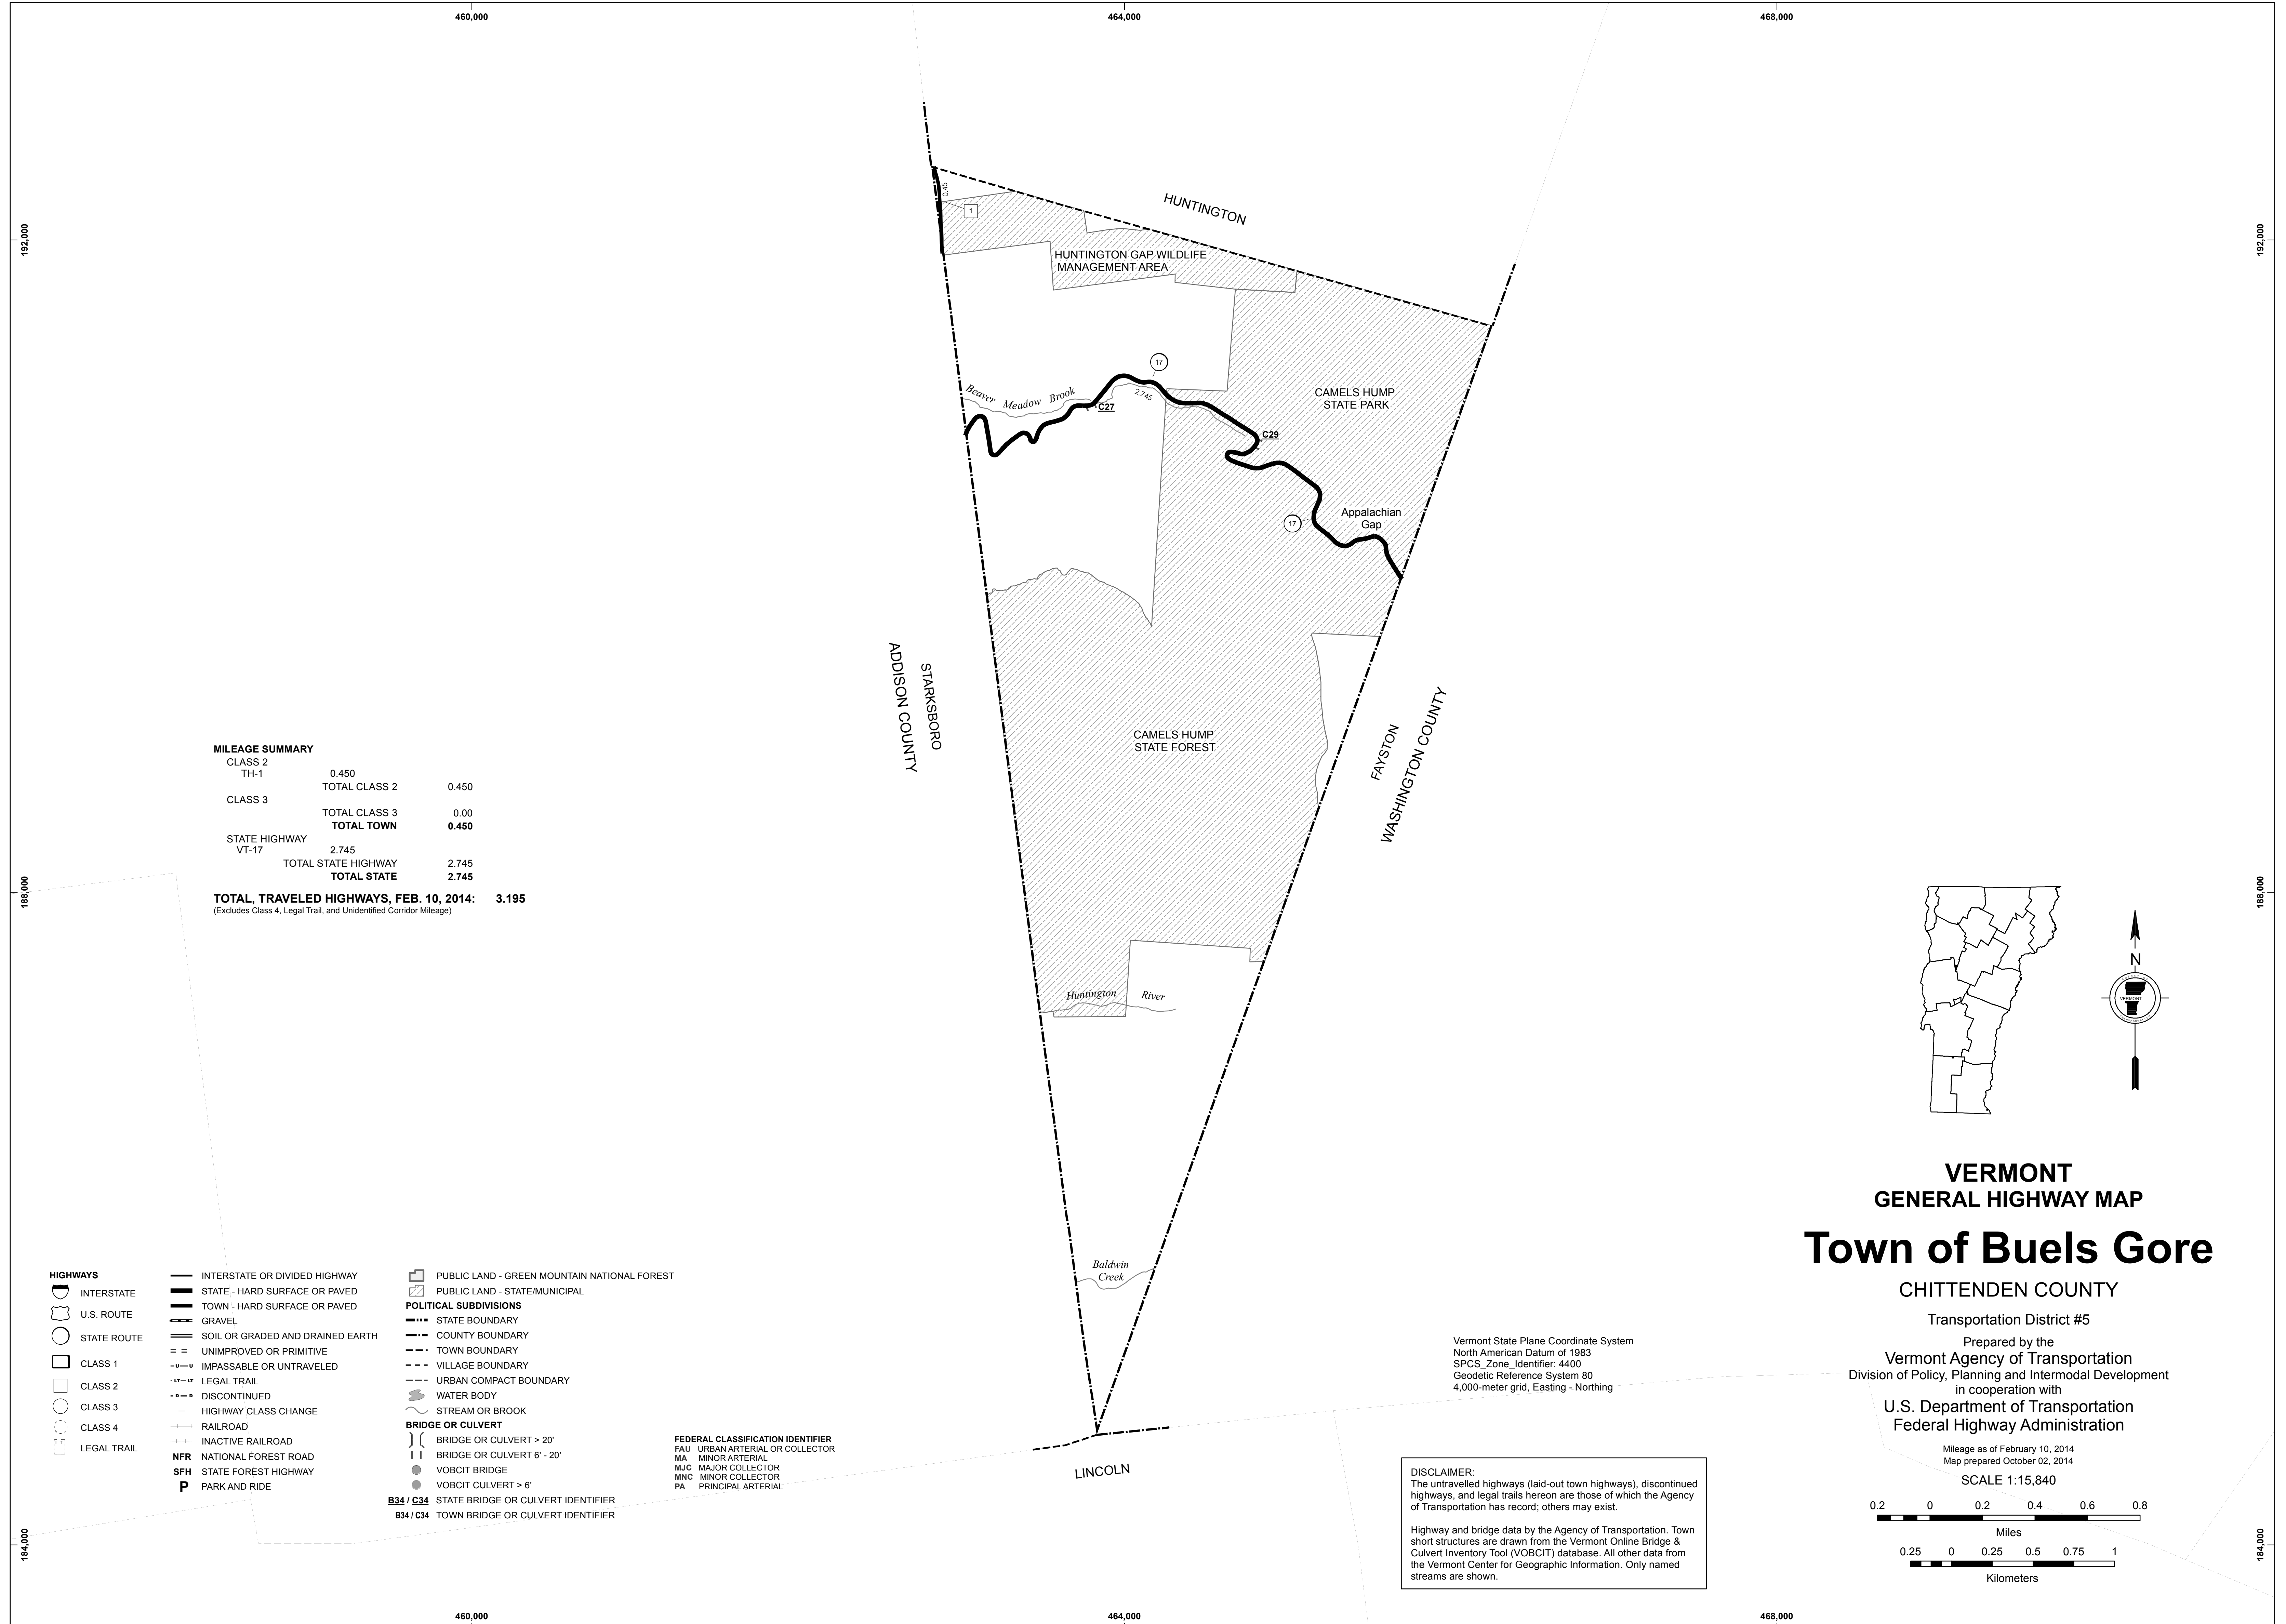 460,000
464,000
468,000
192,000
192,000
HUNTINGTON
0.45
1
HUNTINGTON GAP WILDLIFE
MANAGEMENT AREA
17
2.745
Beaver Meadow Brook
C27
CAMELS HUMP
STATE PARK
C29
17
Appalachian
Gap
ADDISON COUNTY
STARKSBORO
CAMELS HUMP
STATE FOREST
FAYSTON
WASHINGTON COUNTY
MILEAGE SUMMARY
CLASS 2
TH-1 0.450
TOTAL CLASS 2 0.450
CLASS 3
TOTAL CLASS 3 0.00
TOTAL TOWN 0.450
STATE HIGHWAY
VT-17 2.745
TOTAL STATE HIGHWAY 2.745
TOTAL STATE 2.745
TOTAL, TRAVELED HIGHWAYS, FEB. 10, 2014: 3.195
(Excludes Class 4, Legal Trail, and Unidentified Corridor Mileage)
188,000
188,000
Huntington River
Baldwin
Creek
LINCOLN
N
VERMONT
VERMONT
GENERAL HIGHWAY MAP
Town of Buels Gore
CHITTENDEN COUNTY
Transportation District #5
Prepared by the
Vermont Agency of Transportation
Division of Policy, Planning and Intermodal Development
in cooperation with
U.S. Department of Transportation
Federal Highway Administration
Mileage as of February 10, 2014
Map prepared October 02, 2014
SCALE 1:15,840
0.2 0 0.2 0.4 0.6 0.8
Miles
0.25 0 0.25 0.5 0.75 1
Kilometers
HIGHWAYS
INTERSTATE
U.S. ROUTE
STATE ROUTE
CLASS 1
CLASS 2
CLASS 3
CLASS 4
LEGAL TRAIL
INTERSTATE OR DIVIDED HIGHWAY
STATE - HARD SURFACE OR PAVED
TOWN - HARD SURFACE OR PAVED
GRAVEL
SOIL OR GRADED AND DRAINED EARTH
UNIMPROVED OR PRIMITIVE
U U IMPASSABLE OR UNTRAVELED
LT LT LEGAL TRAIL
D D DISCONTINUED
HIGHWAY CLASS CHANGE
RAILROAD
INACTIVE RAILROAD
NFR NATIONAL FOREST ROAD
SFH STATE FOREST HIGHWAY
P PARK AND RIDE
PUBLIC LAND - GREEN MOUNTAIN NATIONAL FOREST
PUBLIC LAND - STATE/MUNICIPAL
POLITICAL SUBDIVISIONS
STATE BOUNDARY
COUNTY BOUNDARY
TOWN BOUNDARY
VILLAGE BOUNDARY
URBAN COMPACT BOUNDARY
WATER BODY
STREAM OR BROOK
BRIDGE OR CULVERT
BRIDGE OR CULVERT > 20'
BRIDGE OR CULVERT 6' - 20'
VOBCIT BRIDGE
VOBCIT CULVERT > 6'
B34 / C34 STATE BRIDGE OR CULVERT IDENTIFIER
B34 / C34 TOWN BRIDGE OR CULVERT IDENTIFIER
FEDERAL CLASSIFICATION IDENTIFIER
FAU URBAN ARTERIAL OR COLLECTOR
MA MINOR ARTERIAL
MJC MAJOR COLLECTOR
MNC MINOR COLLECTOR
PA PRINCIPAL ARTERIAL
Vermont State Plane Coordinate System
North American Datum of 1983
SPCS_Zone_Identifier: 4400
Geodetic Reference System 80
4,000-meter grid, Easting - Northing
DISCLAIMER:
The untravelled highways (laid-out town highways), discontinued
highways, and legal trails hereon are those of which the Agency
of Transportation has record; others may exist.
Highway and bridge data by the Agency of Transportation. Town
short structures are drawn from the Vermont Online Bridge &
Culvert Inventory Tool (VOBCIT) database. All other data from
the Vermont Center for Geographic Information. Only named
streams are shown.
184,000
184,000
460,000
464,000
468,000